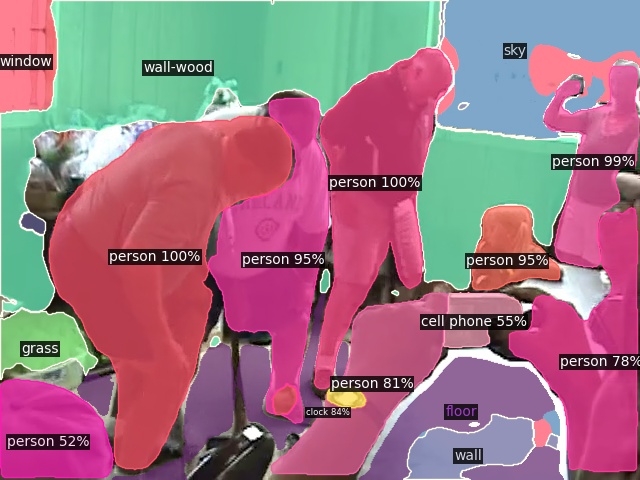 window
wall-wood
sky
person 99%
person 100%
person 100%
person 95%
person 95%
cell phone 55%
grass
person 78%
person 81%
clock 84%
floor
person 52%
wall